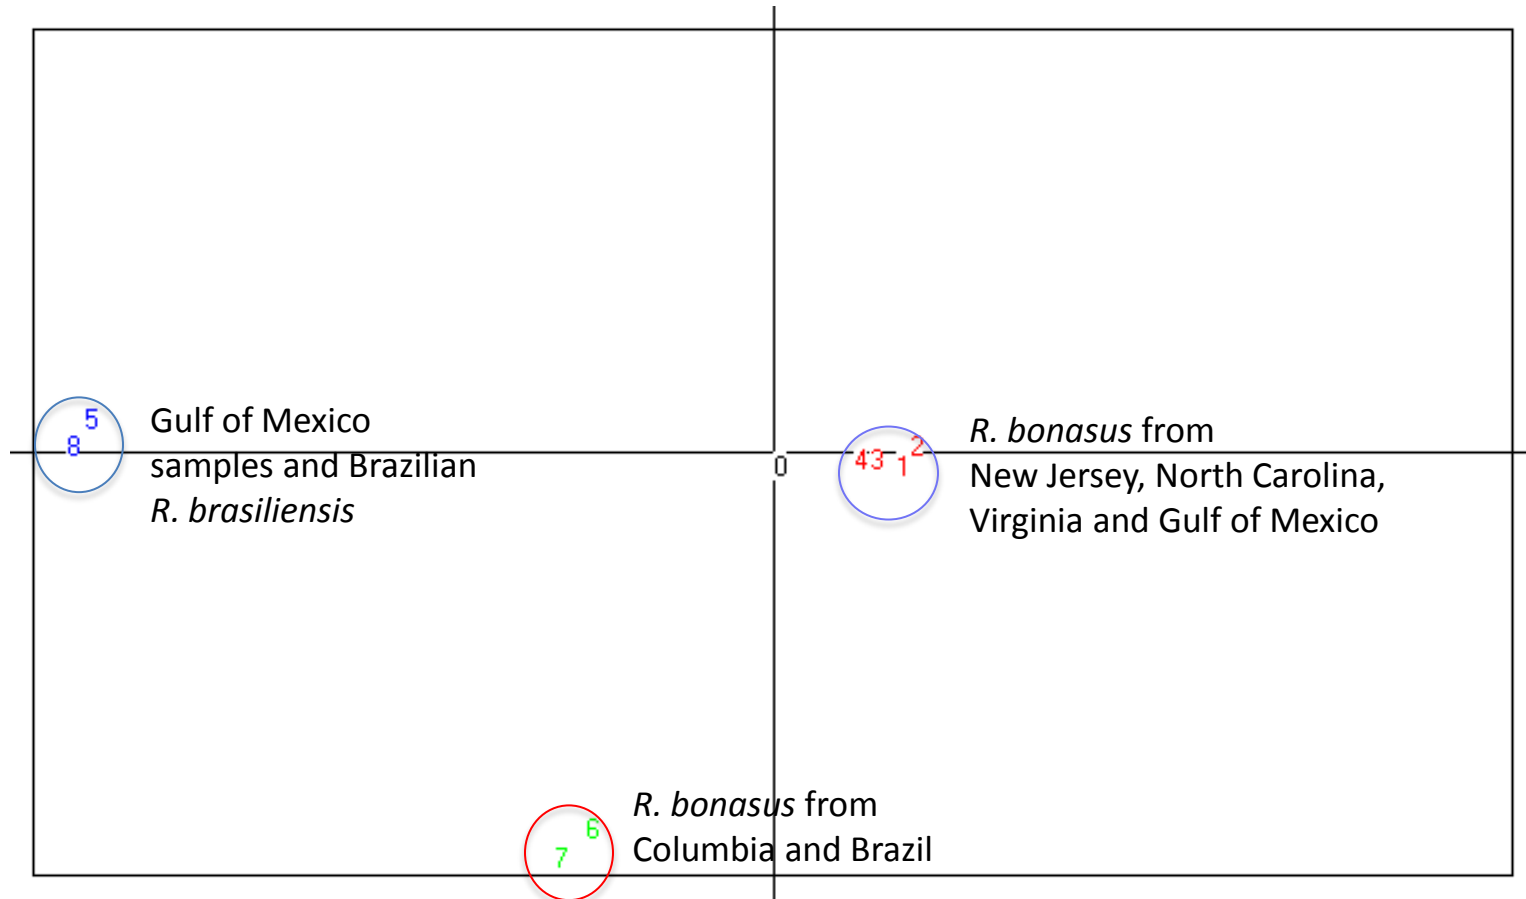 5
8
Gulf of Mexico
samples and Brazilian
R. brasiliensis
0
43 1 2
R. bonasus from
New Jersey, North Carolina,
Virginia and Gulf of Mexico
6
7
R. bonasus from
Columbia and Brazil